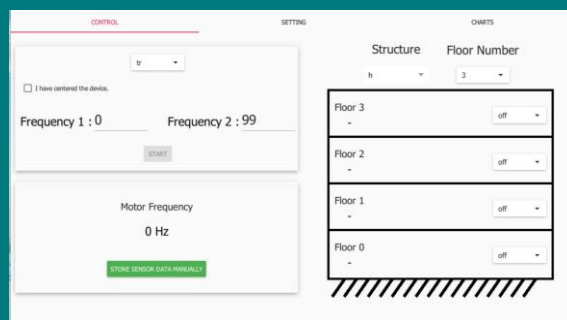 CONTROL
SETTING
CHARTS
tr
I have centered the device.
Frequency 1 : 0
Frequency 2 : 99
START
Motor Frequency
0 Hz
STORE SENSOR DATA MANUALLY
Structure
Floor Number
h
3
Floor 3
-
off
Floor 2
-
off
Floor 1
-
off
Floor 0
-
off